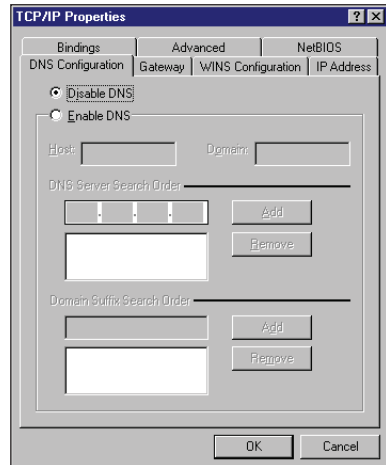 TCP/IP Properties
Bindings Advanced NetBIOS
DNS Configuration Gateway WINS Configuration IP Address
Disable DNS
Enable DNS
Host: Domain:
DNS Server Search Order
. . .
Add
Remove
Domain Suffix Search Order
Add
Remove
OK Cancel